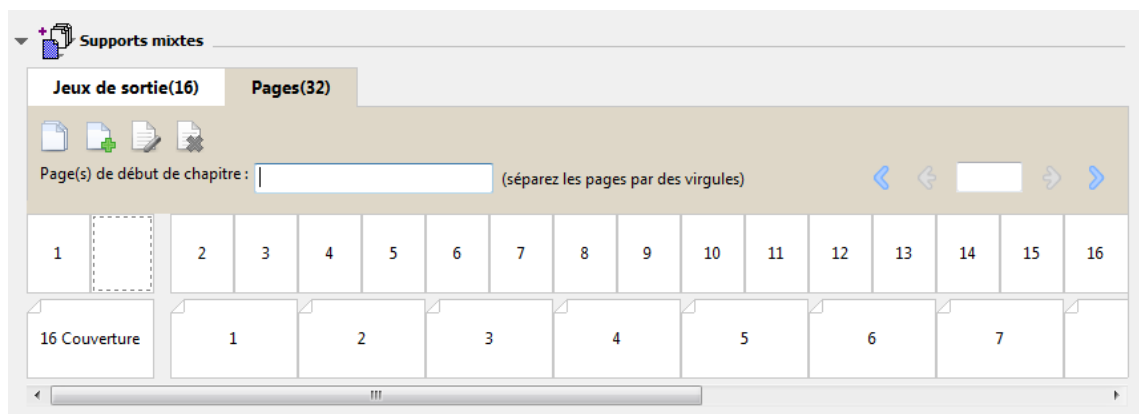 Supports mixtes
Jeux de sortie(16) Pages(32)
Page(s) de début de chapitre : (séparez les pages par des virgules)
1 2 3 4 5 6 7 8 9 10 11 12 13 14 15 16
16 Couverture 1 2 3 4 5 6 7